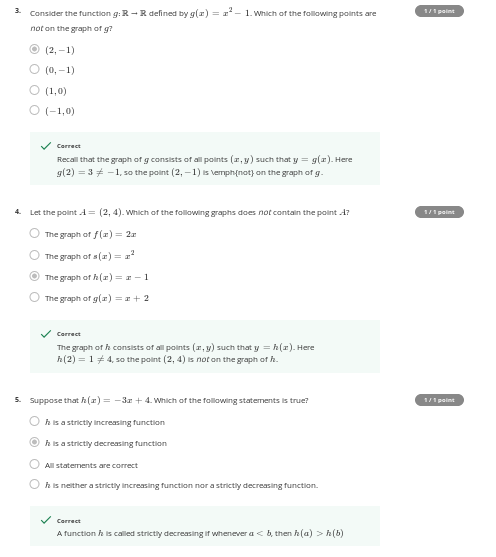 3. Consider the function g: ℝ → ℝ defined by g(x) = x² − 1. Which of the following points are 1 / 1 point
not on the graph of g?
(2, −1)
(0, −1)
(1, 0)
(−1, 0)
Correct
Recall that the graph of g consists of all points (x, y) such that y = g(x). Here
g(2) = 3 ≠ −1, so the point (2, −1) is \emph{not} on the graph of g.
4. Let the point A = (2, 4). Which of the following graphs does not contain the point A? 1 / 1 point
The graph of f(x) = 2x
The graph of s(x) = x²
The graph of h(x) = x − 1
The graph of g(x) = x + 2
Correct
The graph of h consists of all points (x, y) such that y = h(x). Here
h(2) = 1 ≠ 4, so the point (2, 4) is not on the graph of h.
5. Suppose that h(x) = −3x + 4. Which of the following statements is true? 1 / 1 point
h is a strictly increasing function
h is a strictly decreasing function
All statements are correct
h is neither a strictly increasing function nor a strictly decreasing function.
Correct
A function h is called strictly decreasing if whenever a < b, then h(a) > h(b)